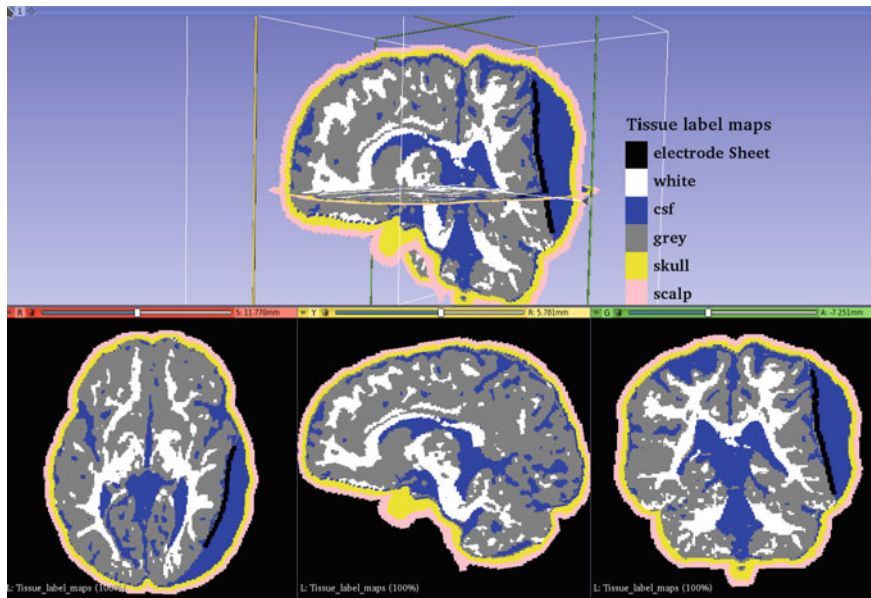 1
Tissue label maps
electrode Sheet
white
csf
grey
skull
scalp
R S: 11.770mm
Y R: 5.781mm
G A: -7.251mm
L: Tissue_label_maps (100%)
L: Tissue_label_maps (100%)
L: Tissue_label_maps (100%)